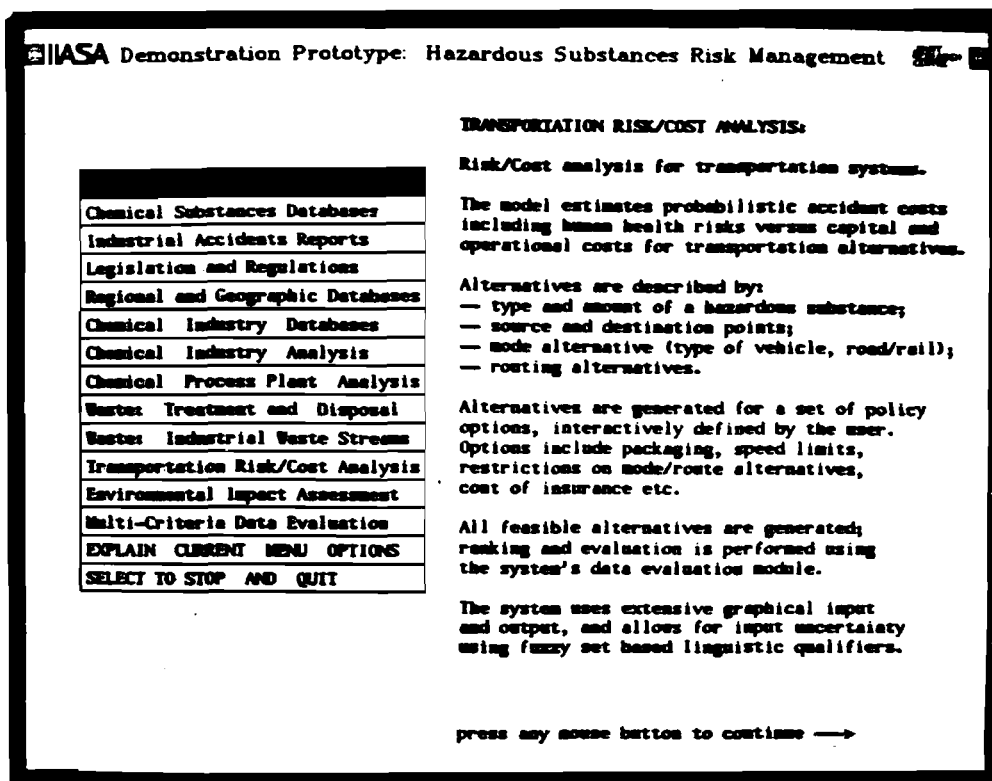 IIASA Demonstration Prototype: Hazardous Substances Risk Management
Chemical Substances Databases
Industrial Accidents Reports
Legislation and Regulations
Regional and Geographic Databases
Chemical Industry Databases
Chemical Industry Analysis
Chemical Process Plant Analysis
Wastes: Treatment and Disposal
Wastes: Industrial Waste Streams
Transportation Risk/Cost Analysis
Environmental Impact Assessment
Multi-Criteria Data Evaluation
EXPLAIN CURRENT MENU OPTIONS
SELECT TO STOP AND QUIT
TRANSPORTATION RISK/COST ANALYSIS:
Risk/Cost analysis for transportation systems.
The model estimates probabilistic accident costs
including human health risks versus capital and
operational costs for transportation alternatives.
Alternatives are described by:
— type and amount of a hazardous substance;
— source and destination points;
— mode alternative (type of vehicle, road/rail);
— routing alternatives.
Alternatives are generated for a set of policy
options, interactively defined by the user.
Options include packaging, speed limits,
restrictions on mode/route alternatives,
cost of insurance etc.
All feasible alternatives are generated;
ranking and evaluation is performed using
the system's data evaluation module.
The system uses extensive graphical input
and output, and allows for input uncertainty
using fuzzy set based linguistic qualifiers.
press any mouse button to continue →